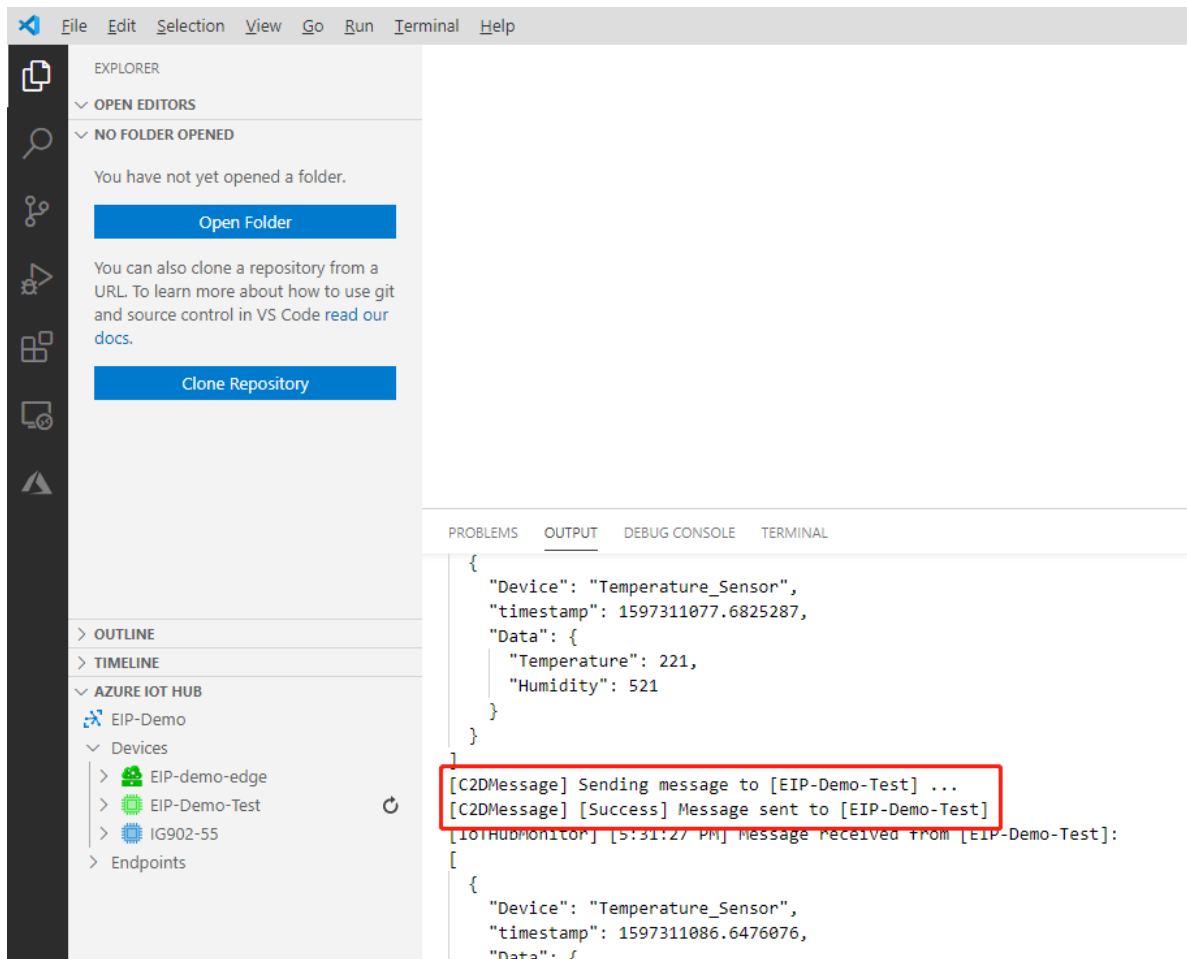 File Edit Selection View Go Run Terminal Help
EXPLORER
OPEN EDITORS
NO FOLDER OPENED
You have not yet opened a folder.
Open Folder
You can also clone a repository from a
URL. To learn more about how to use git
and source control in VS Code read our
docs.
Clone Repository
OUTLINE
TIMELINE
AZURE IOT HUB
EIP-Demo
Devices
EIP-demo-edge
EIP-Demo-Test
IG902-55
Endpoints
PROBLEMS OUTPUT DEBUG CONSOLE TERMINAL
{
"Device": "Temperature_Sensor",
"timestamp": 1597311077.6825287,
"Data": {
"Temperature": 221,
"Humidity": 521
}
}
]
[C2DMessage] Sending message to [EIP-Demo-Test] ...
[C2DMessage] [Success] Message sent to [EIP-Demo-Test]
[IoTHubMonitor] [5:31:27 PM] Message received from [EIP-Demo-Test]:
[
{
"Device": "Temperature_Sensor",
"timestamp": 1597311086.6476076,
"Data": {